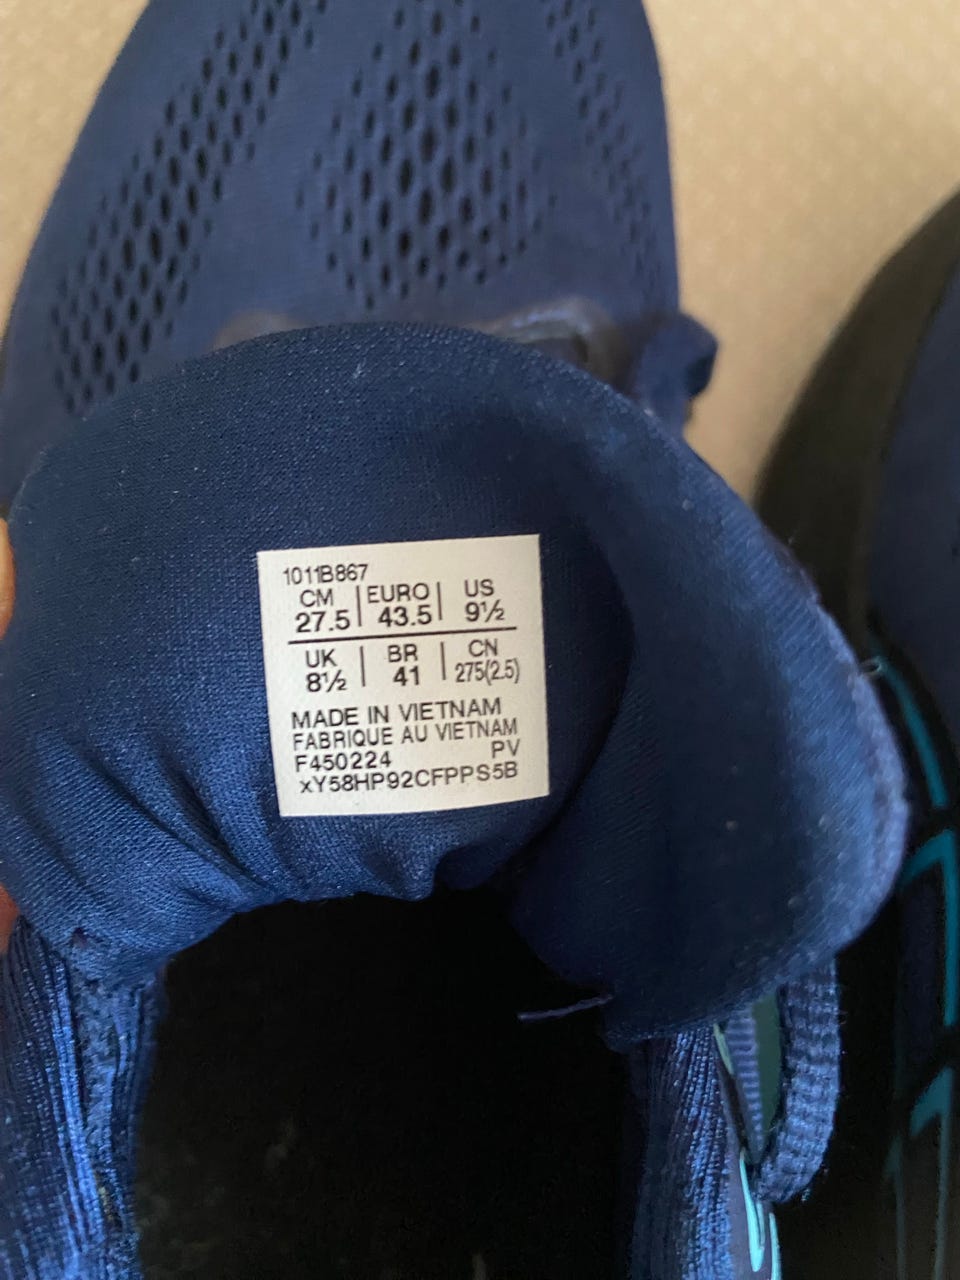 1011B867
CM | EURO | US
27.5 | 43.5 | 9½
UK | BR | CN
8½ | 41 | 275(2.5)
MADE IN VIETNAM
FABRIQUE AU VIETNAM
F450224 PV
xY58HP92CFPPS5B